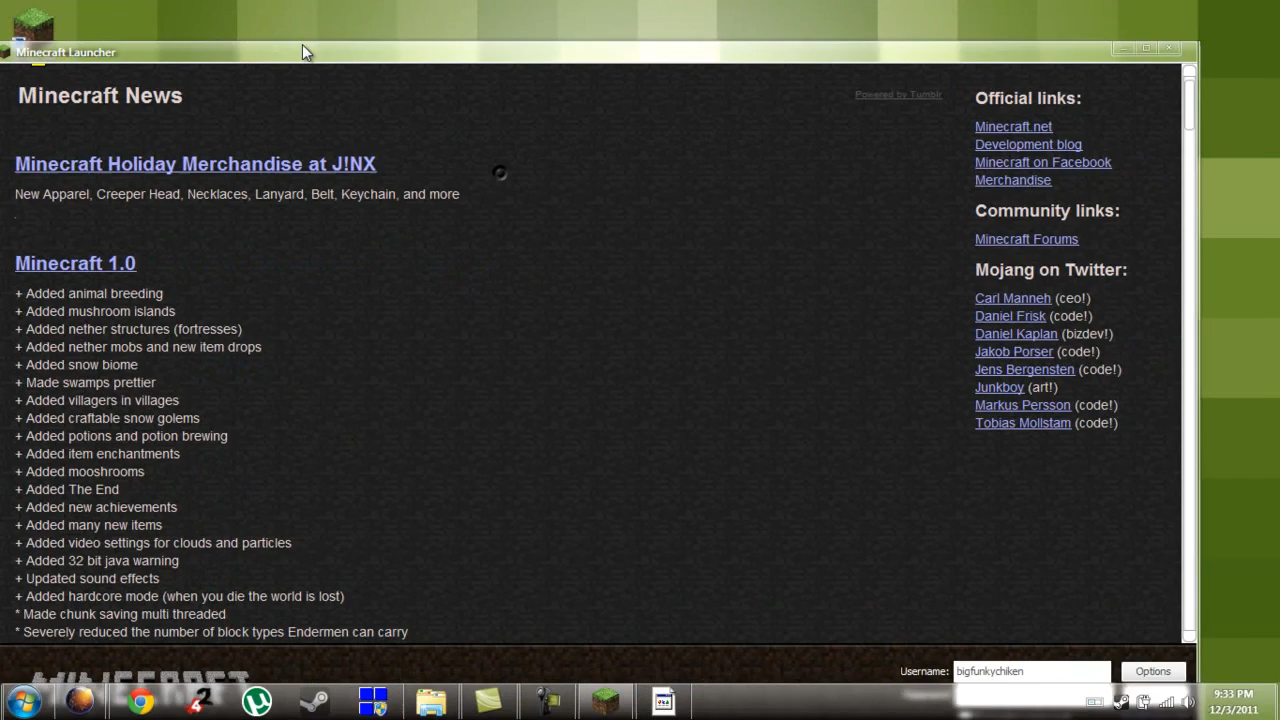 Minecraft Launcher
Minecraft News
Powered by Tumblr
Minecraft Holiday Merchandise at J!NX
New Apparel, Creeper Head, Necklaces, Lanyard, Belt, Keychain, and more
.
Minecraft 1.0
+ Added animal breeding
+ Added mushroom islands
+ Added nether structures (fortresses)
+ Added nether mobs and new item drops
+ Added snow biome
+ Made swamps prettier
+ Added villagers in villages
+ Added craftable snow golems
+ Added potions and potion brewing
+ Added item enchantments
+ Added mooshrooms
+ Added The End
+ Added new achievements
+ Added many new items
+ Added video settings for clouds and particles
+ Added 32 bit java warning
+ Updated sound effects
+ Added hardcore mode (when you die the world is lost)
* Made chunk saving multi threaded
* Severely reduced the number of block types Endermen can carry
Official links:
Minecraft.net
Development blog
Minecraft on Facebook
Merchandise
Community links:
Minecraft Forums
Mojang on Twitter:
Carl Manneh (ceo!)
Daniel Frisk (code!)
Daniel Kaplan (bizdev!)
Jakob Porser (code!)
Jens Bergensten (code!)
Junkboy (art!)
Markus Persson (code!)
Tobias Mollstam (code!)
MINECRAFT
Username: bigfunkychiken Options
9:33 PM
12/3/2011